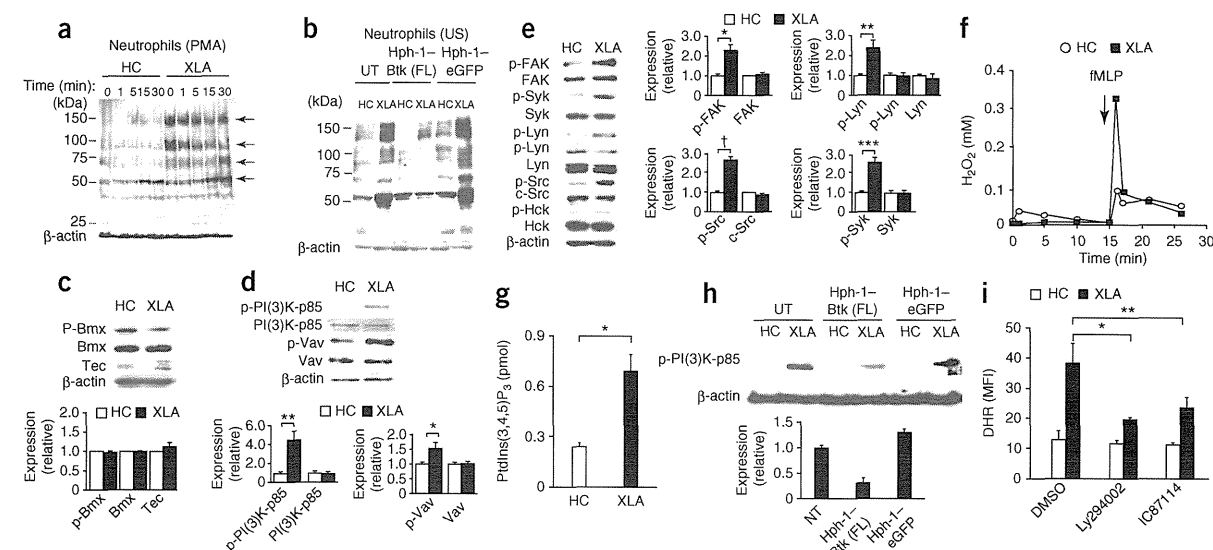 a
Neutrophils (PMA)
HC XLA
Time (min): 0 1 5 15 30 0 1 5 15 30
(kDa)
150
100
75
50
25
β-actin
b
Neutrophils (US)
Hph-1– Hph-1–
UT Btk (FL) eGFP
(kDa) HC XLA HC XLA HC XLA
150
100
75
50
β-actin
c
HC XLA
P-Bmx
Bmx
Tec
β-actin
HC XLA
Expression (relative)
2.0
1.5
1.0
0.5
0
p-Bmx Bmx Tec
d
HC XLA
p-PI(3)K-p85
PI(3)K-p85
p-Vav
Vav
β-actin
HC XLA
Expression (relative)
6.0
4.0
2.0
0
**
p-PI(3)K-p85 PI(3)K-p85
Expression (relative)
2.0
1.5
1.0
0.5
0
*
p-Vav Vav
e
HC XLA
p-FAK
FAK
p-Syk
Syk
p-Lyn
p-Lyn
Lyn
p-Src
c-Src
p-Hck
Hck
β-actin
HC XLA
Expression (relative)
3.0
2.0
1.0
0
*
p-FAK FAK
Expression (relative)
3.0
2.0
1.0
0
**
p-Lyn p-Lyn Lyn
Expression (relative)
3.0
2.0
1.0
0
†
p-Src c-Src
Expression (relative)
3.0
2.0
1.0
0
***
p-Syk Syk
f
HC XLA
fMLP
H2O2 (mM)
0.4
0.3
0.1
0
0 5 10 15 20 25 30
Time (min)
g
PtdIns(3,4,5)P3 (pmol)
0.9
0.6
0.3
0
*
HC XLA
h
Hph-1– Hph-1–
UT Btk (FL) eGFP
HC XLA HC XLA HC XLA
p-PI(3)K-p85
β-actin
Expression (relative)
1.5
1.0
0.5
0
NT
Hph-1– Btk (FL)
Hph-1– eGFP
i
HC XLA
DHR (MFI)
50
40
30
20
10
0
**
*
DMSO Ly294002 IC87114